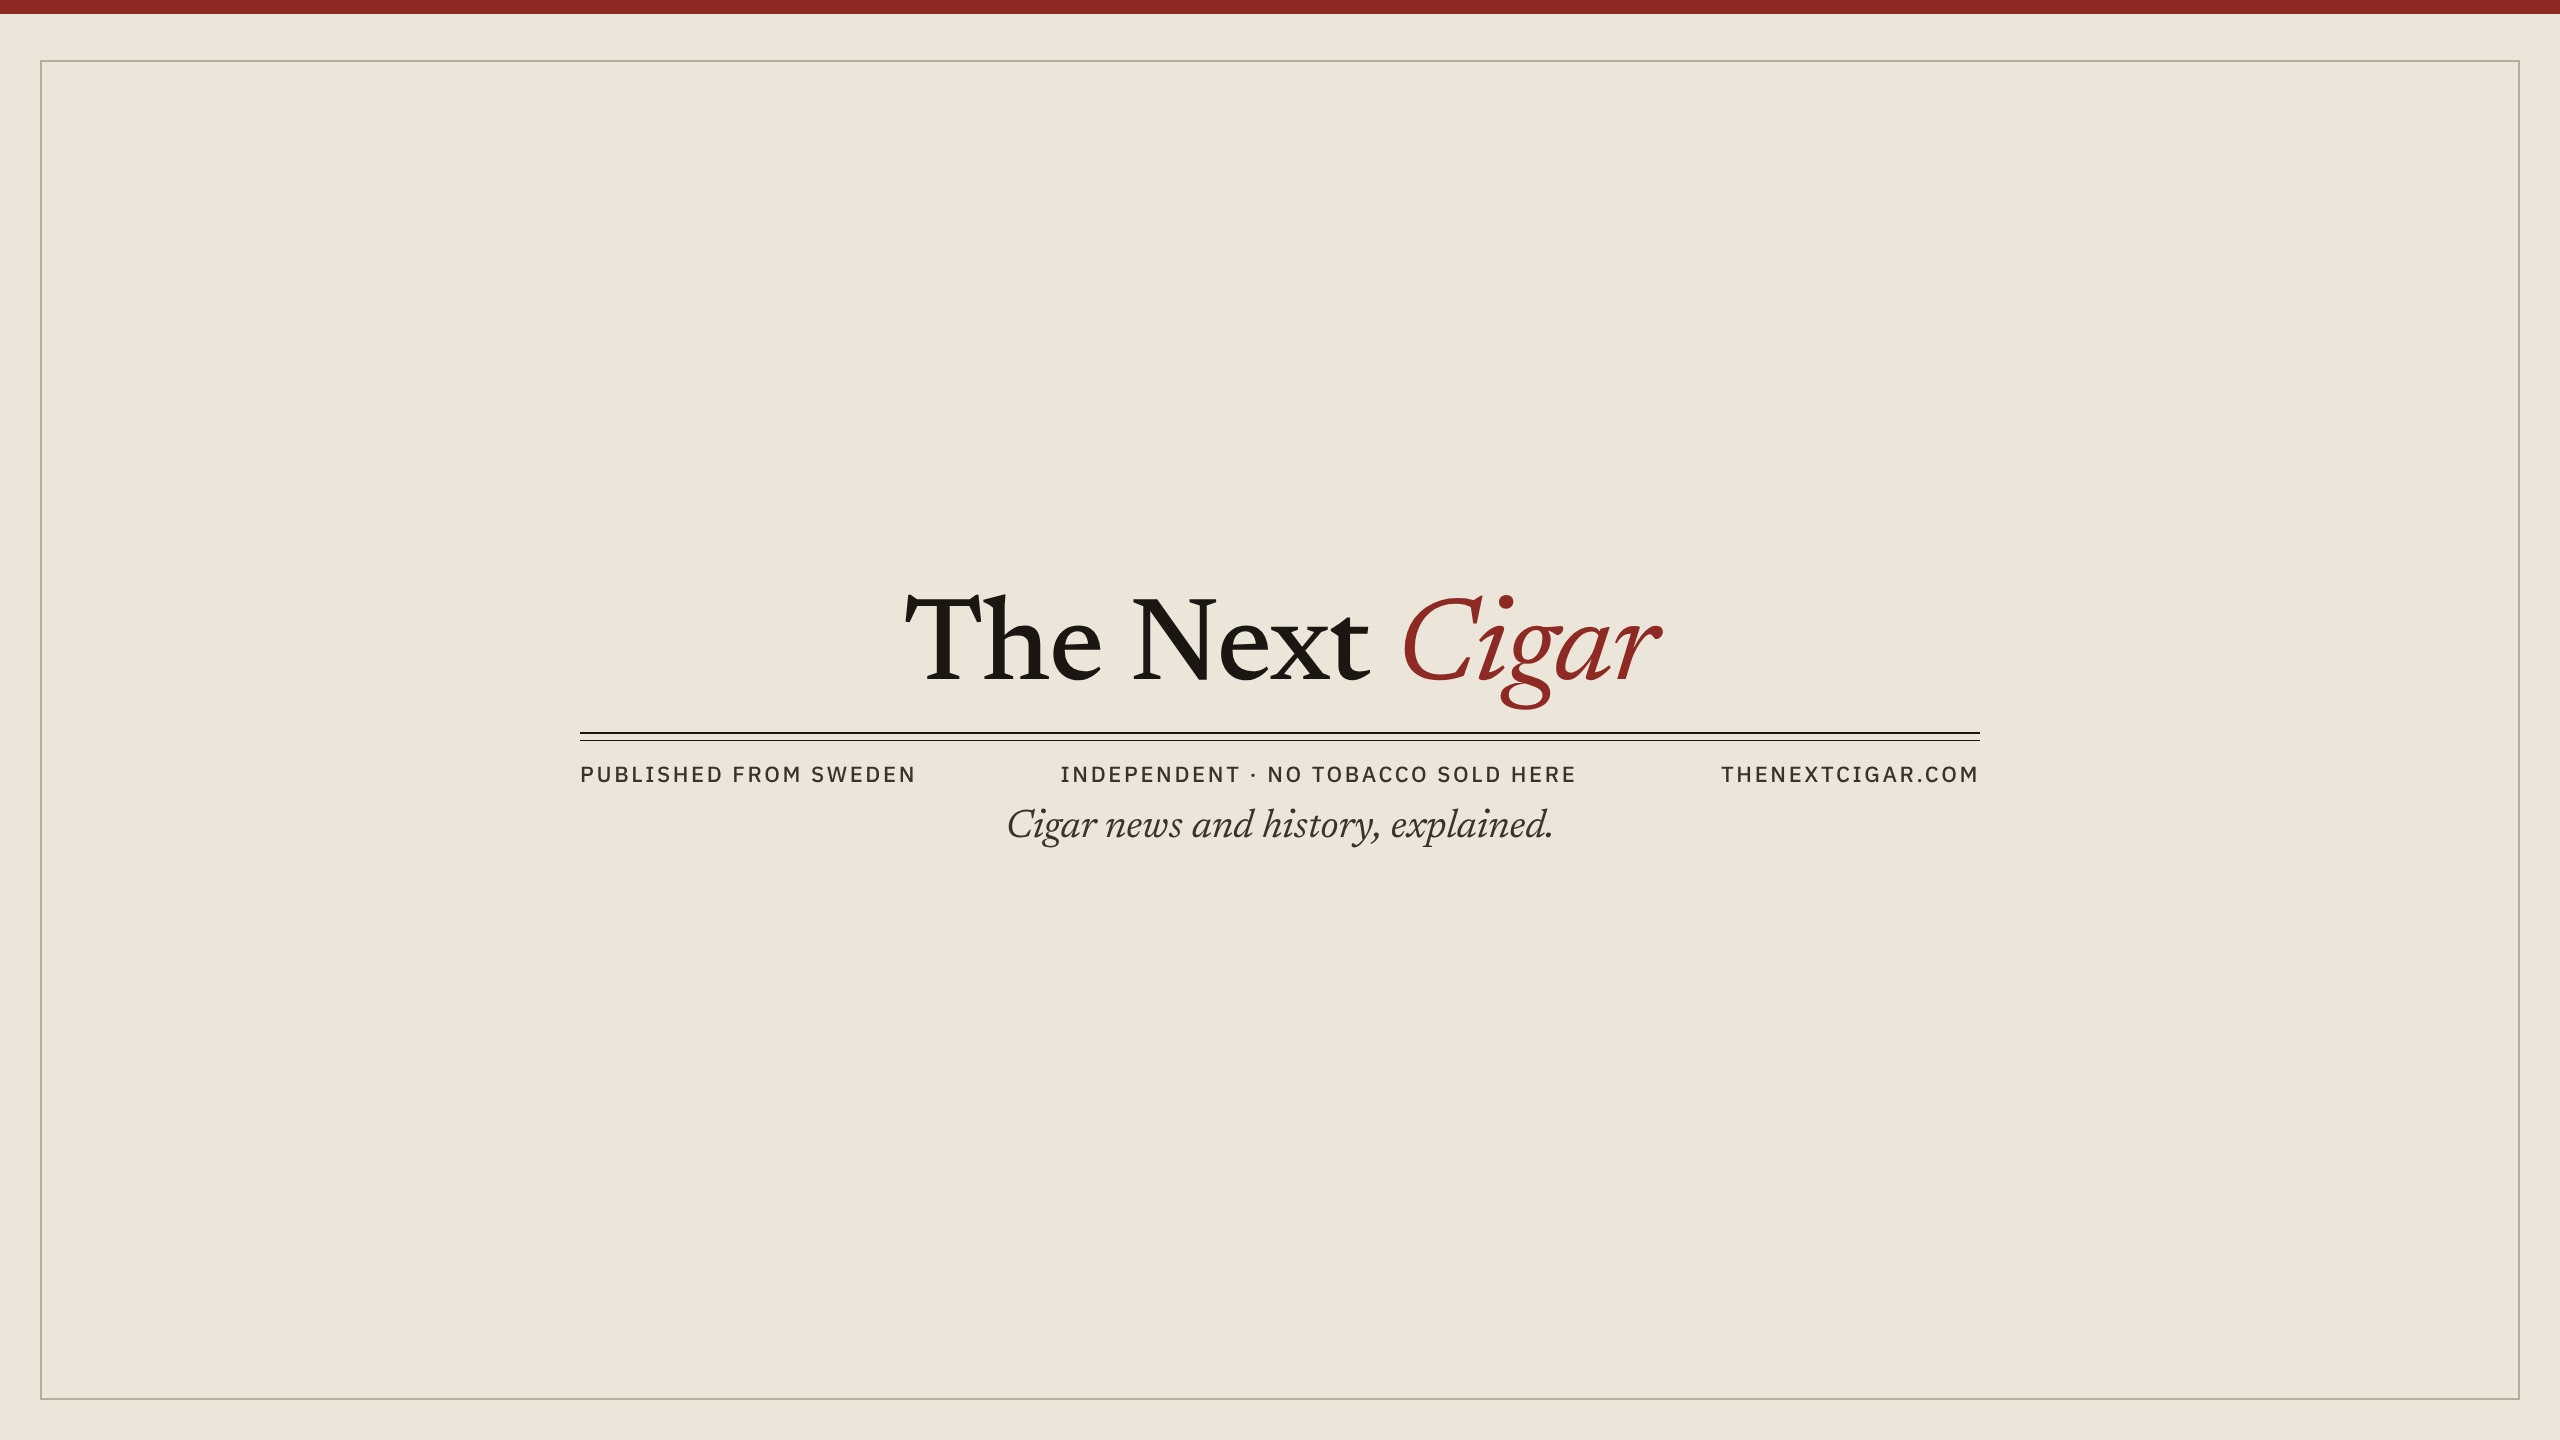 The Next Cigar
PUBLISHED FROM SWEDEN INDEPENDENT · NO TOBACCO SOLD HERE THENEXTCIGAR.COM
Cigar news and history, explained.